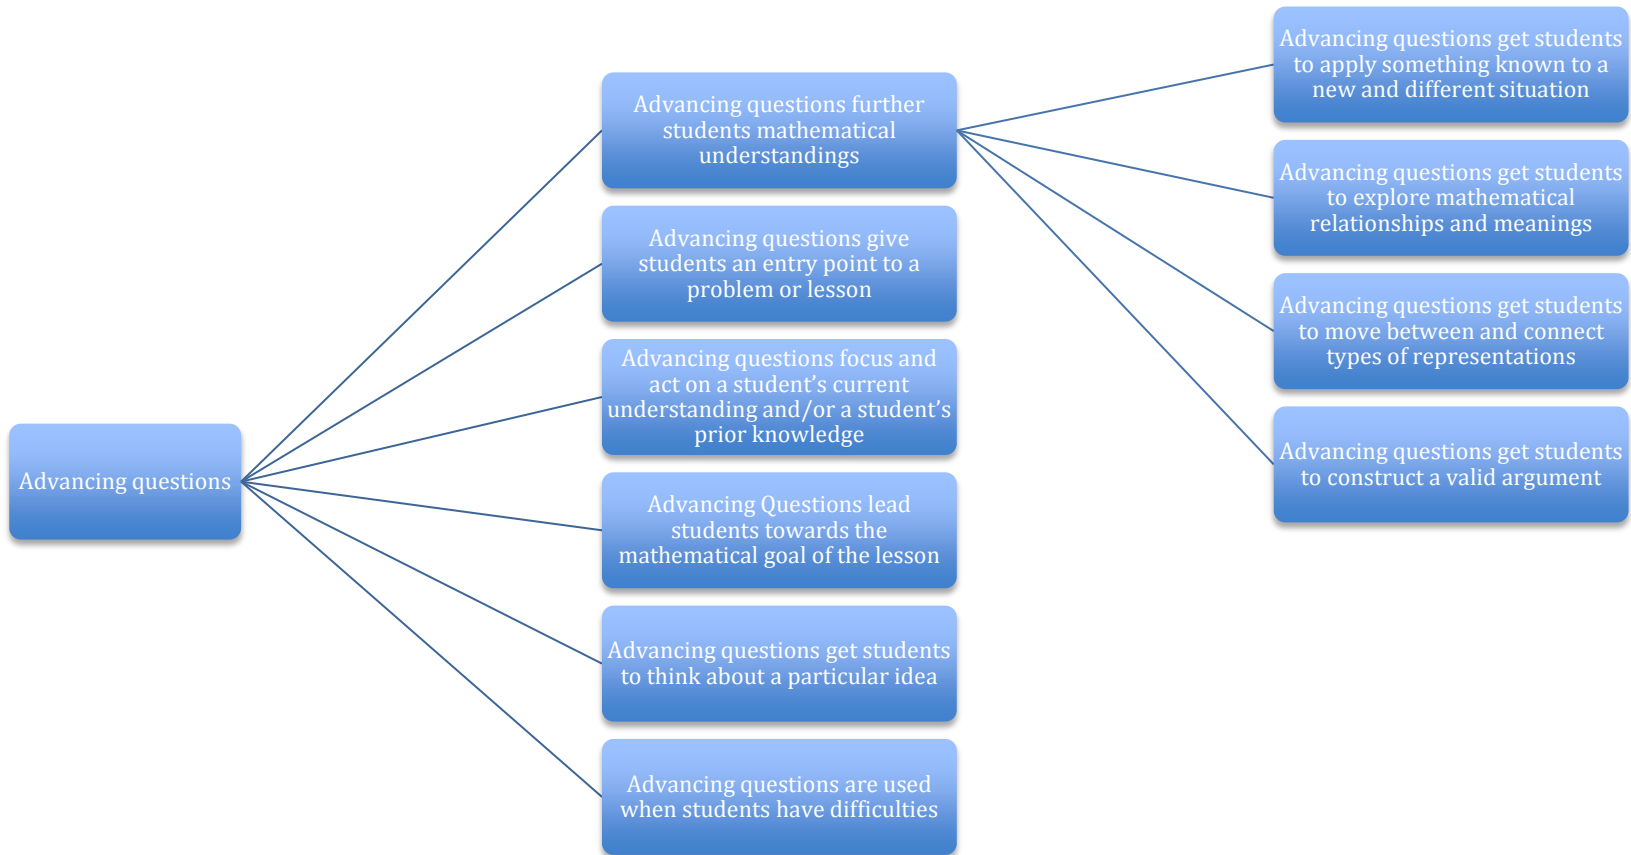 Advancing questions
Advancing questions further
students mathematical
understandings
Advancing questions give
students an entry point to a
problem or lesson
Advancing questions focus and
act on a student’s current
understanding and/or a student’s
prior knowledge
Advancing Questions lead
students towards the
mathematical goal of the lesson
Advancing questions get students
to think about a particular idea
Advancing questions are used
when students have difficulties
Advancing questions get students
to apply something known to a
new and different situation
Advancing questions get students
to explore mathematical
relationships and meanings
Advancing questions get students
to move between and connect
types of representations
Advancing questions get students
to construct a valid argument